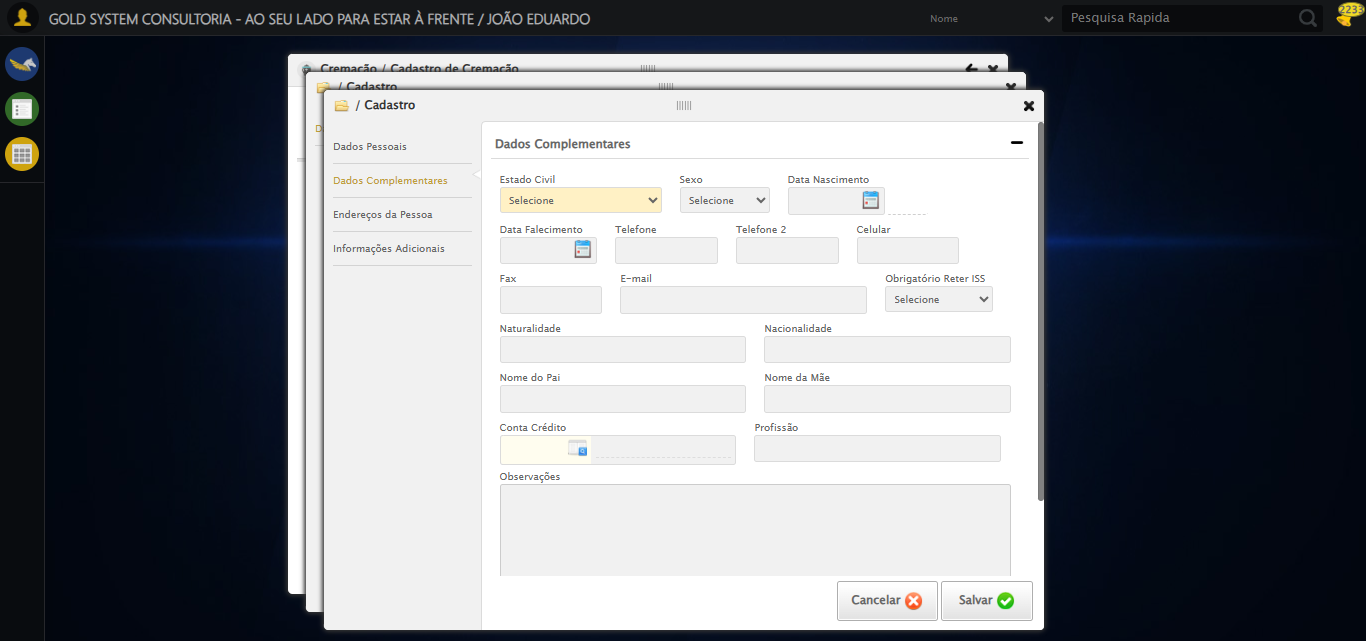 GOLD SYSTEM CONSULTORIA - AO SEU LADO PARA ESTAR À FRENTE / JOÃO EDUARDO
Nome
Pesquisa Rapida
2233
Cremação / Cadastro de Cremação
/ Cadastro
/ Cadastro
D
Dados Pessoais
Dados Complementares
Endereços da Pessoa
Informações Adicionais
Dados Complementares
Estado Civil Sexo Data Nascimento
Selecione Selecione
Data Falecimento Telefone Telefone 2 Celular
Fax E-mail Obrigatório Reter ISS
Selecione
Naturalidade Nacionalidade
Nome do Pai Nome da Mãe
Conta Crédito Profissão
Observações
Cancelar Salvar